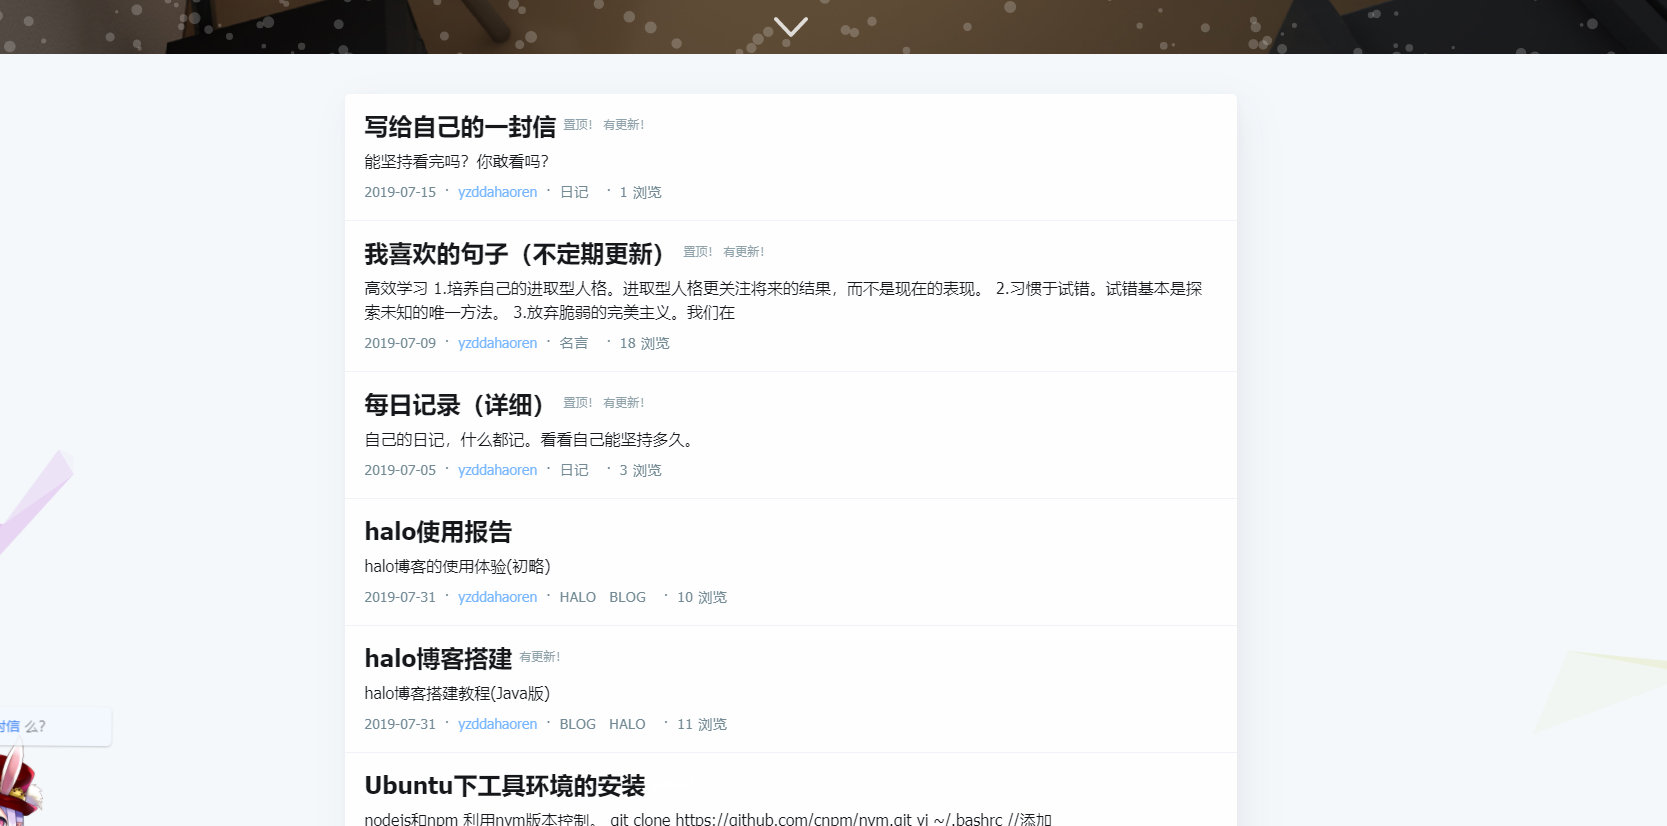 写给自己的一封信 置顶! 有更新!
能坚持看完吗？你敢看吗？
2019-07-15 · yzddahaoren · 日记 · 1 浏览
我喜欢的句子（不定期更新） 置顶! 有更新!
高效学习 1.培养自己的进取型人格。进取型人格更关注将来的结果，而不是现在的表现。 2.习惯于试错。试错基本是探
索未知的唯一方法。 3.放弃脆弱的完美主义。我们在
2019-07-09 · yzddahaoren · 名言 · 18 浏览
每日记录（详细） 置顶! 有更新!
自己的日记，什么都记。看看自己能坚持多久。
2019-07-05 · yzddahaoren · 日记 · 3 浏览
halo使用报告
halo博客的使用体验(初略)
2019-07-31 · yzddahaoren · HALO BLOG · 10 浏览
halo博客搭建 有更新!
halo博客搭建教程(Java版)
2019-07-31 · yzddahaoren · BLOG HALO · 11 浏览
封信 么?
Ubuntu下工具环境的安装
nodejs和npm 利用nvm版本控制。 git clone https://github.com/cnpm/nvm.git vi ~/.bashrc //添加